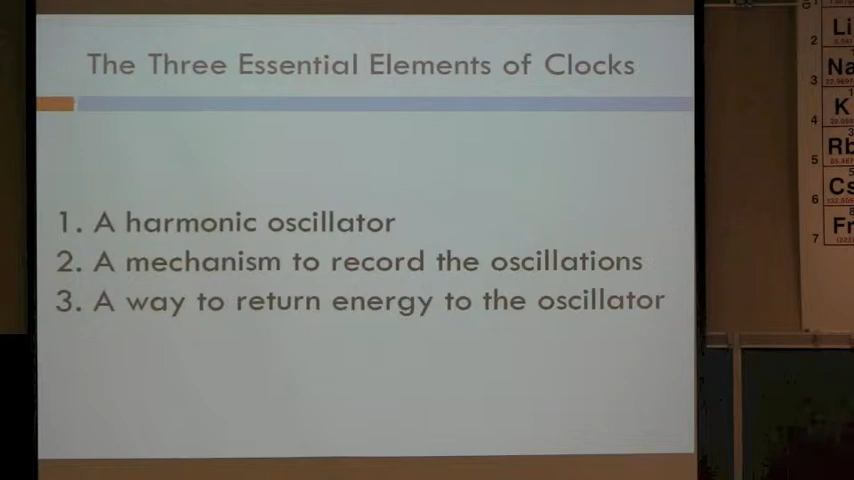 The Three Essential Elements of Clocks
1. A harmonic oscillator
2. A mechanism to record the oscillations
3. A way to return energy to the oscillator
2
Li
3
Na
4
K
5
Rb
6
Cs
7
Fr